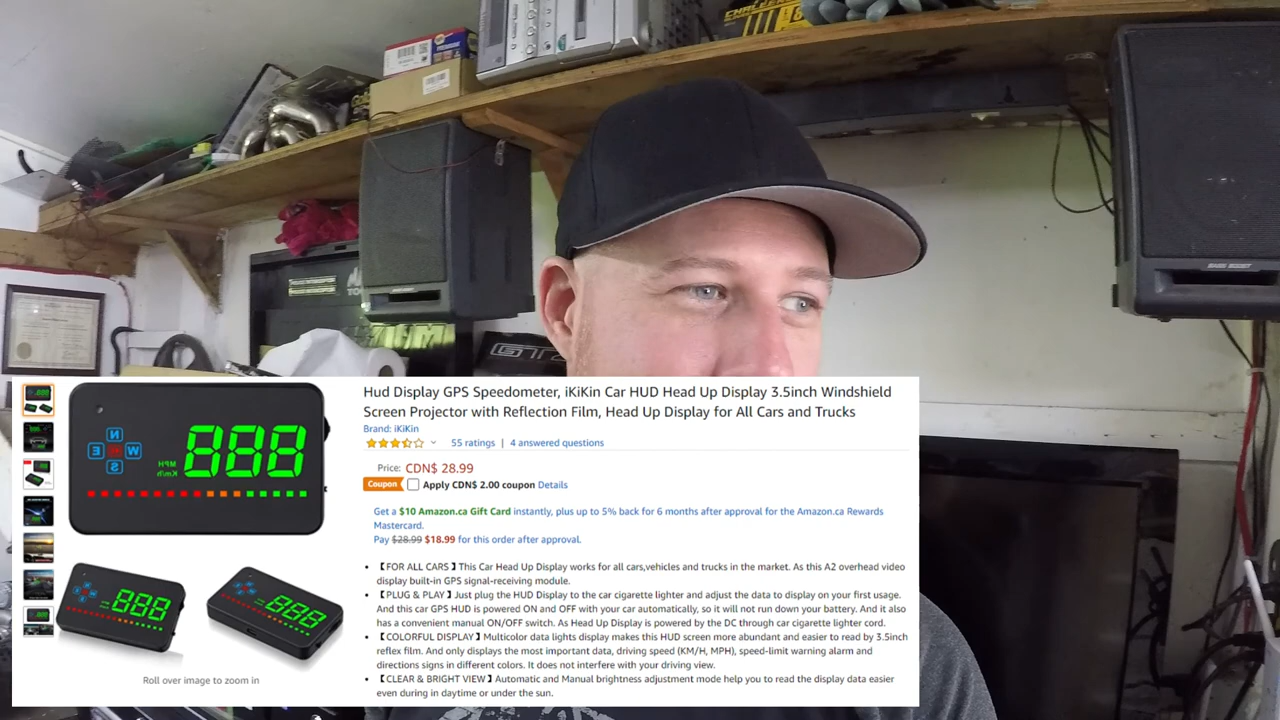 GT2
BASS BOOST
Hud Display GPS Speedometer, iKiKin Car HUD Head Up Display 3.5inch Windshield
Screen Projector with Reflection Film, Head Up Display for All Cars and Trucks
Brand: iKiKin
55 ratings | 4 answered questions
Price: CDN$ 28.99
Coupon Apply CDN$ 2.00 coupon Details
Get a $10 Amazon.ca Gift Card instantly, plus up to 5% back for 6 months after approval for the Amazon.ca Rewards
Mastercard.
Pay $28.99 $18.99 for this order after approval.
• 【FOR ALL CARS】This Car Head Up Display works for all cars,vehicles and trucks in the market. As this A2 overhead video
display built-in GPS signal-receiving module.
• 【PLUG & PLAY】Just plug the HUD Display to the car cigarette lighter and adjust the data to display on your first usage.
And this car GPS HUD is powered ON and OFF with your car automatically, so it will not run down your battery. And it also
has a convenient manual ON/OFF switch. As Head Up Display is powered by the DC through car cigarette lighter cord.
• 【COLORFUL DISPLAY】Multicolor data lights display makes this HUD screen more abundant and easier to read by 3.5inch
reflex film. And only displays the most important data, driving speed (KM/H, MPH), speed-limit warning alarm and
directions signs in different colors. It does not interfere with your driving view.
• 【CLEAR & BRIGHT VIEW】Automatic and Manual brightness adjustment mode help you to read the display data easier
even during in daytime or under the sun.
N
E W
S
MPH
Km/h
888
Roll over image to zoom in